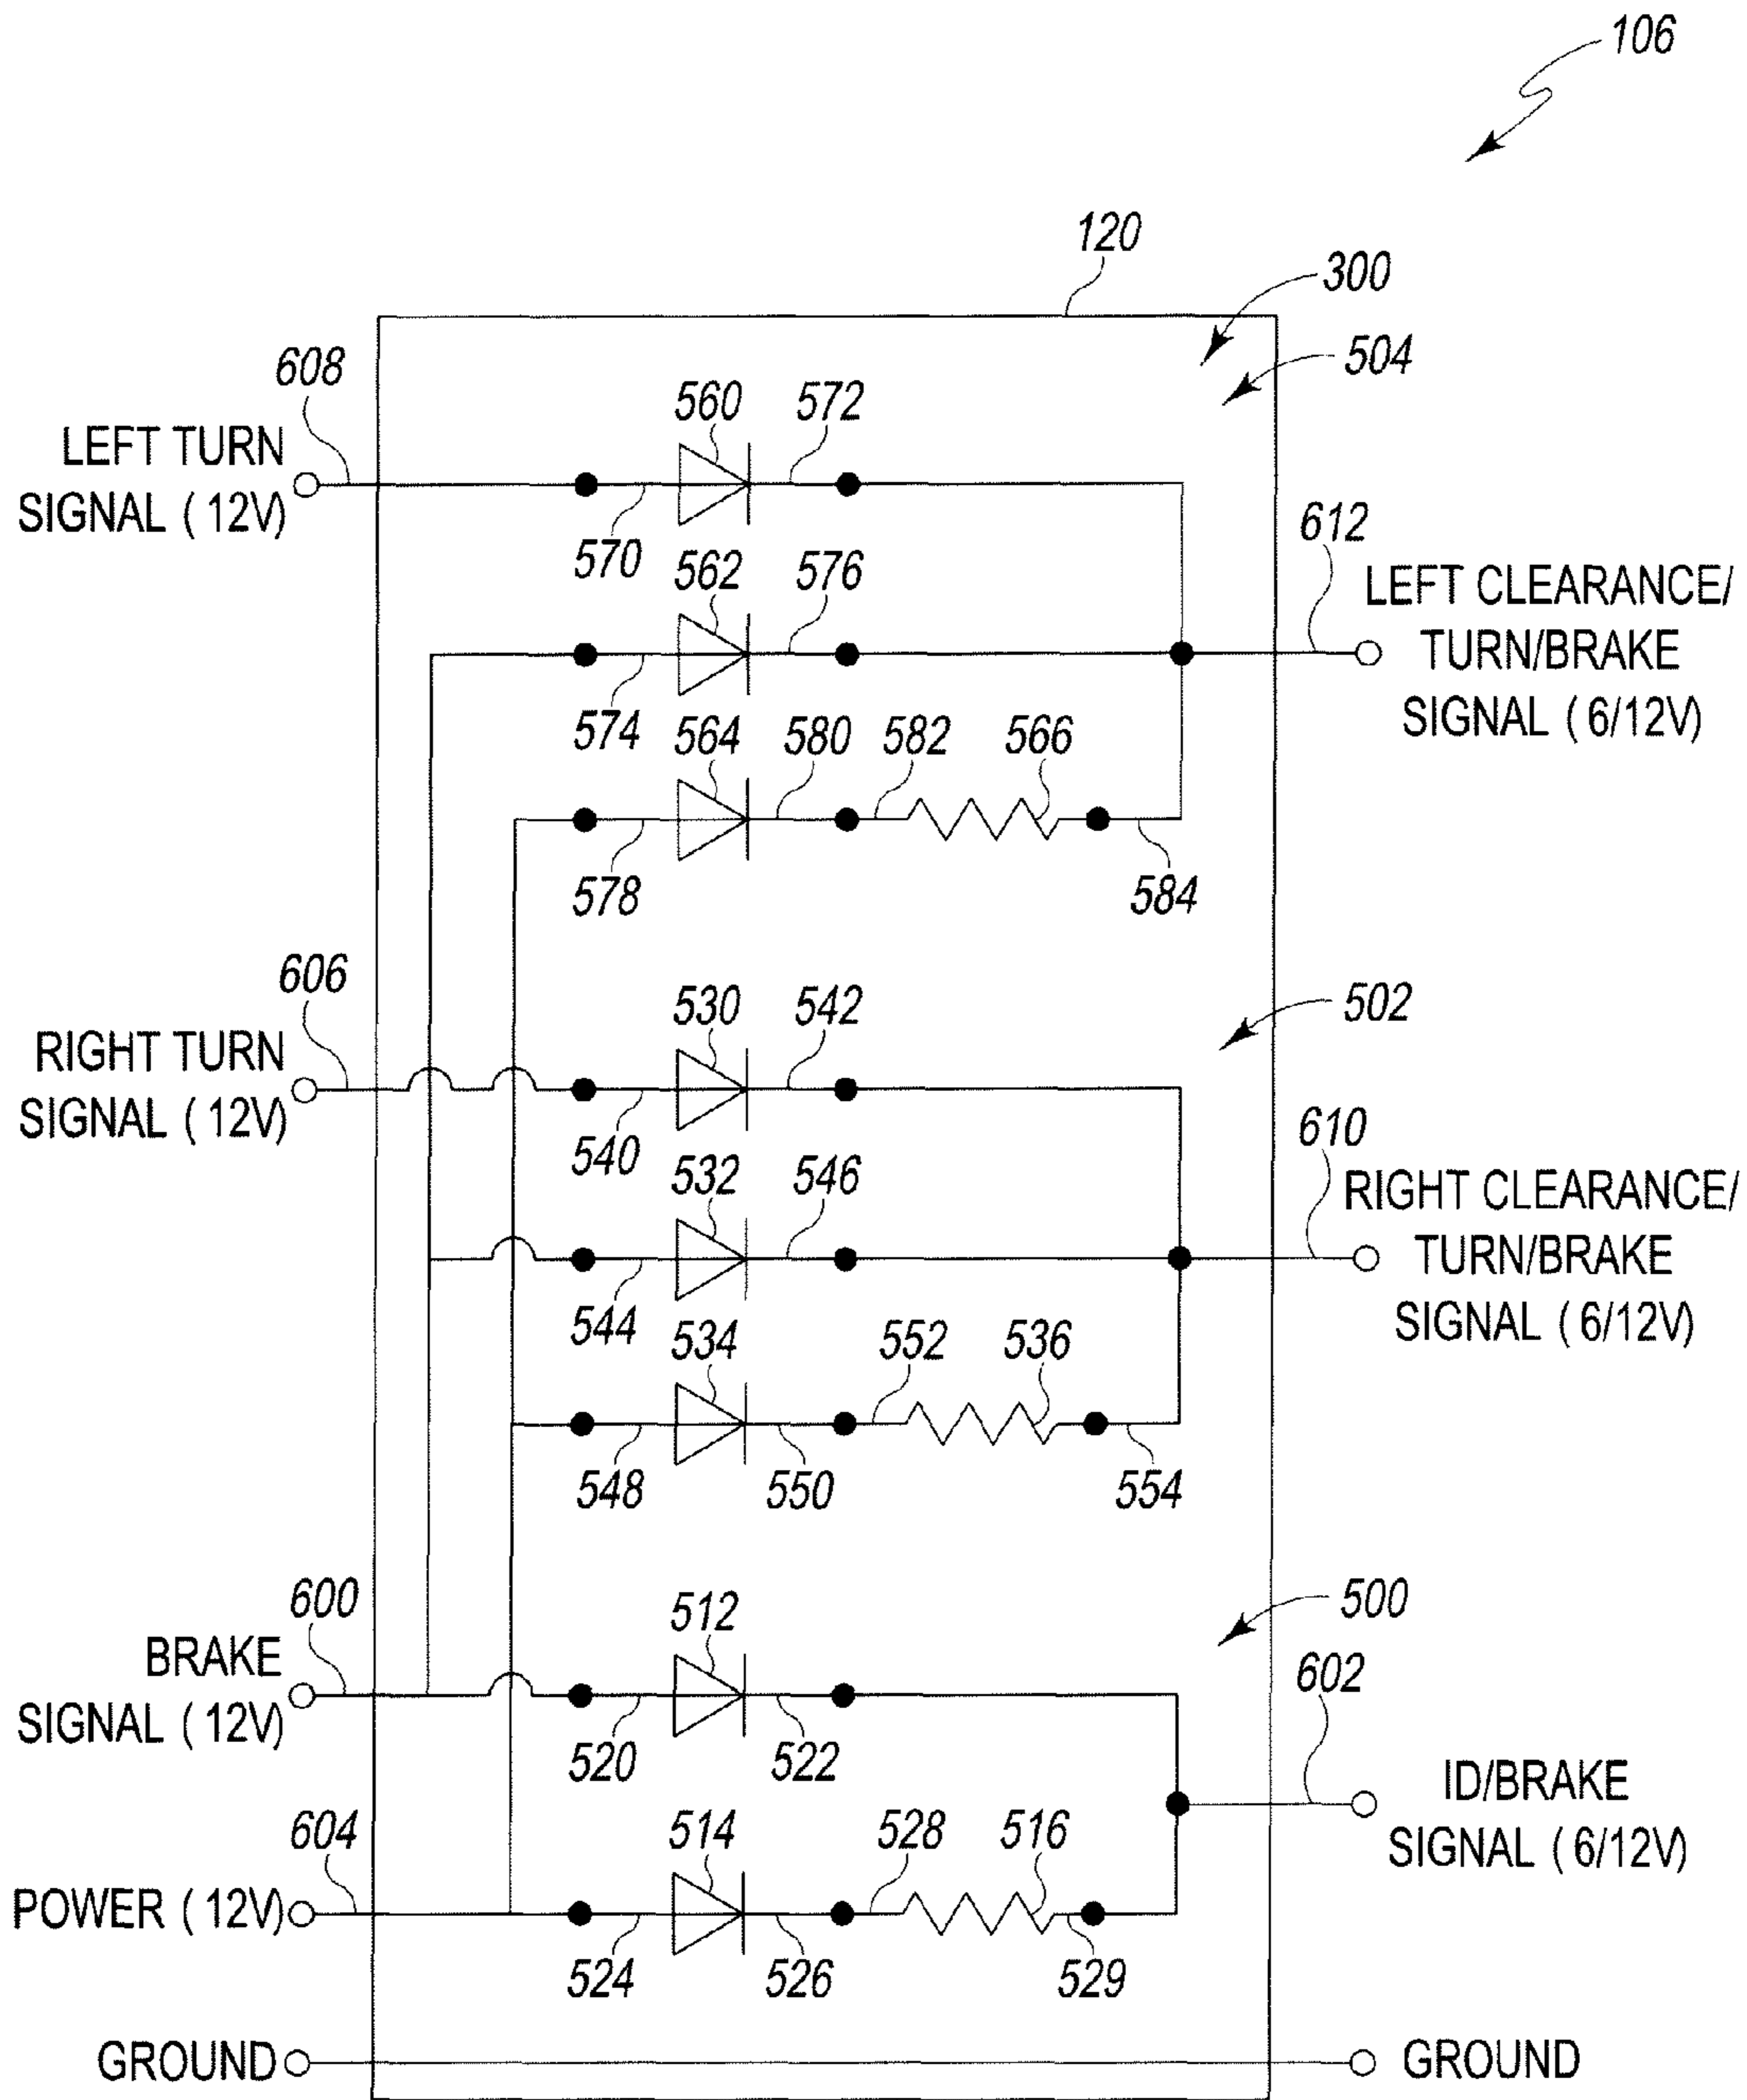 106
120
300
504
608
560
572
LEFT TURN
SIGNAL ( 12V)
570
562
576
612
LEFT CLEARANCE/
TURN/BRAKE
SIGNAL ( 6/12V)
574
564
580
582
566
578
584
606
530
542
502
RIGHT TURN
SIGNAL ( 12V)
540
532
546
610
RIGHT CLEARANCE/
TURN/BRAKE
SIGNAL ( 6/12V)
544
534
552
536
548
550
554
600
512
500
BRAKE
SIGNAL ( 12V)
520
522
602
ID/BRAKE
SIGNAL ( 6/12V)
604
514
528
516
POWER ( 12V)
524
526
529
GROUND
GROUND